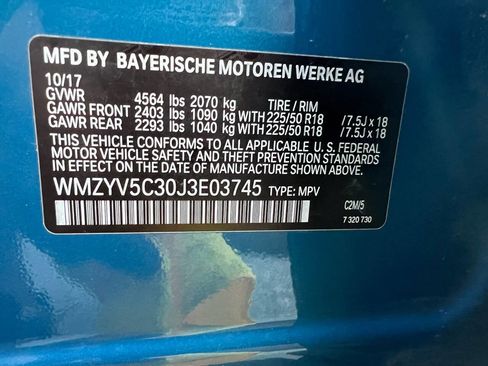 MFD BY BAYERISCHE MOTOREN WERKE AG
10/17
GVWR 4564 lbs 2070 kg TIRE / RIM
GAWR FRONT 2403 lbs 1090 kg WITH 225/50 R18 / 7.5J x 18
GAWR REAR 2293 lbs 1040 kg WITH 225/50 R18 / 7.5J x 18
THIS VEHICLE CONFORMS TO ALL APPLICABLE U. S. FEDERAL
MOTOR VEHICLE SAFETY AND THEFT PREVENTION STANDARDS
IN EFFECT ON THE DATE OF MANUFACTURE SHOWN ABOVE.
WMZYV5C30J3E03745 TYPE: MPV
C2M/5
7 320 730